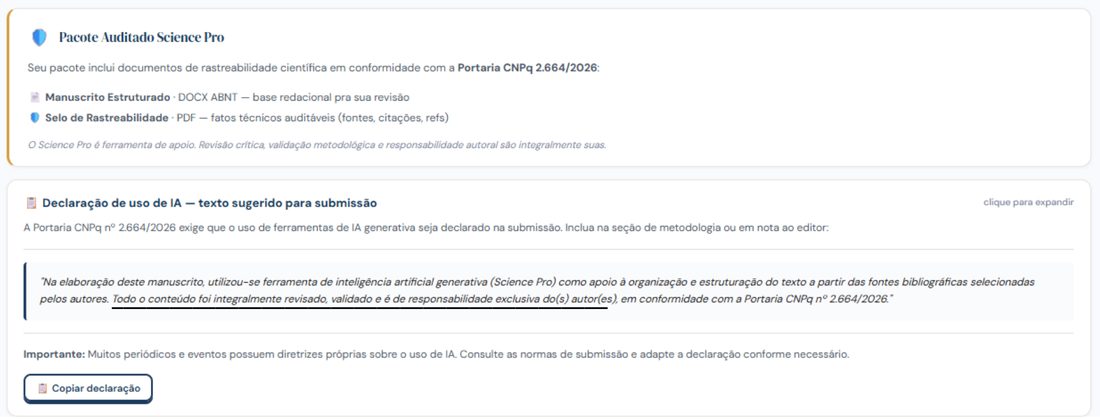 Pacote Auditado Science Pro
Seu pacote inclui documentos de rastreabilidade científica em conformidade com a Portaria CNPq 2.664/2026:
Manuscrito Estruturado · DOCX ABNT — base redacional pra sua revisão
Selo de Rastreabilidade · PDF — fatos técnicos auditáveis (fontes, citações, refs)
O Science Pro é ferramenta de apoio. Revisão crítica, validação metodológica e responsabilidade autoral são integralmente suas.
Declaração de uso de IA — texto sugerido para submissão
clique para expandir
A Portaria CNPq nº 2.664/2026 exige que o uso de ferramentas de IA generativa seja declarado na submissão. Inclua na seção de metodologia ou em nota ao editor:
"Na elaboração deste manuscrito, utilizou-se ferramenta de inteligência artificial generativa (Science Pro) como apoio à organização e estruturação do texto a partir das fontes bibliográficas selecionadas
pelos autores. Todo o conteúdo foi integralmente revisado, validado e é de responsabilidade exclusiva do(s) autor(es), em conformidade com a Portaria CNPq nº 2.664/2026."
Importante: Muitos periódicos e eventos possuem diretrizes próprias sobre o uso de IA. Consulte as normas de submissão e adapte a declaração conforme necessário.
Copiar declaração